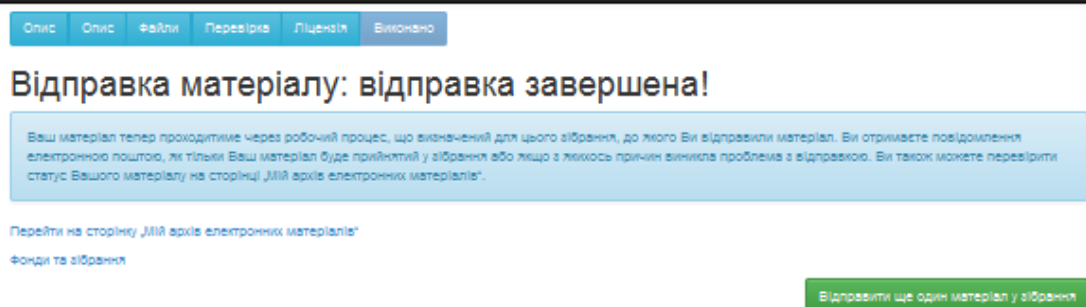 Опис Опис Файли Перевірка Ліцензія Виконано
Відправка матеріалу: відправка завершена!
Ваш матеріал тепер проходитиме через робочий процес, що визначений для цього зібрання, до якого Ви відправили матеріал. Ви отримаєте повідомлення
електронною поштою, як тільки Ваш матеріал буде прийнятий у зібрання або якщо з якихось причин виникла проблема з відправкою. Ви також можете перевірити
статус Вашого матеріалу на сторінці „Мій архів електронних матеріалів“.
Перейти на сторінку „Мій архів електронних матеріалів“
Фонди та зібрання
Відправити ще один матеріал у зібрання